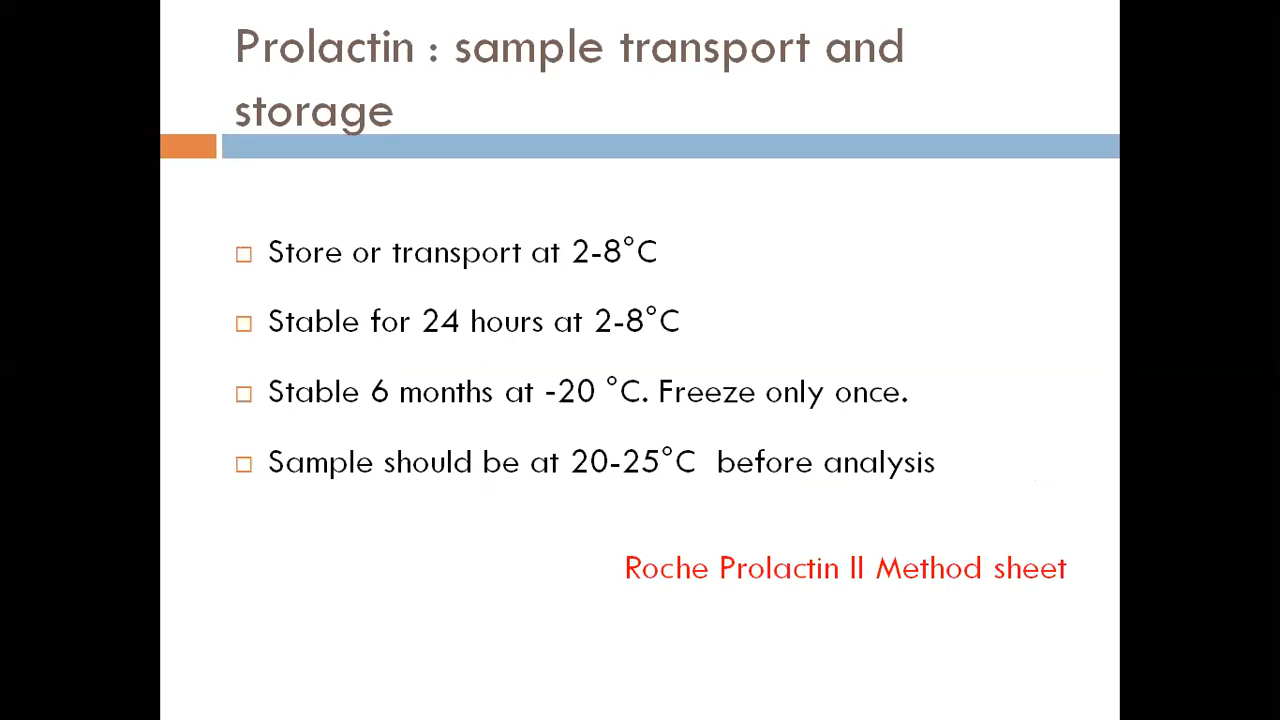 Prolactin : sample transport and
storage
Store or transport at 2-8°C
Stable for 24 hours at 2-8°C
Stable 6 months at -20 °C. Freeze only once.
Sample should be at 20-25°C before analysis
Roche Prolactin II Method sheet